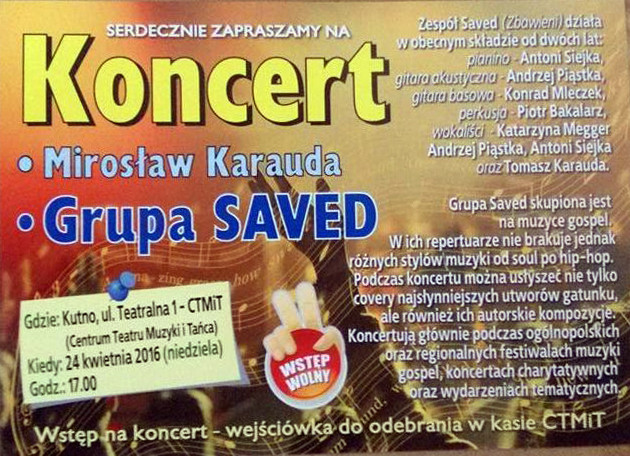 SERDECZNIE ZAPRASZAMY NA
Koncert
• Mirosław Karauda
• Grupa SAVED
Zespół Saved (Zbawieni) działa
w obecnym składzie od dwóch lat:
pianino - Antoni Siejka,
gitara akustyczna - Andrzej Piąstka,
gitara basowa - Konrad Mleczek,
perkusja - Piotr Bakalarz,
wokaliści - Katarzyna Megger
Andrzej Piąstka, Antoni Siejka
oraz Tomasz Karauda.
Grupa Saved skupiona jest
na muzyce gospel.
W ich repertuarze nie brakuje jednak
różnych stylów muzyki od soul po hip-hop.
Podczas koncertu można usłyszeć nie tylko
covery najsłynniejszych utworów gatunku,
ale również ich autorskie kompozycje.
Koncertują głównie podczas ogólnopolskich
oraz regionalnych festiwalach muzyki
gospel, koncertach charytatywnych
oraz wydarzeniach tematycznych.
ma - zing grace how
Gdzie: Kutno, ul. Teatralna 1 - CTMiT
(Centrum Teatru Muzyki i Tańca)
Kiedy: 24 kwietnia 2016 (niedziela)
Godz.: 17.00
WSTĘP
WOLNY
Wstęp na koncert - wejściówka do odebrania w kasie CTMiT